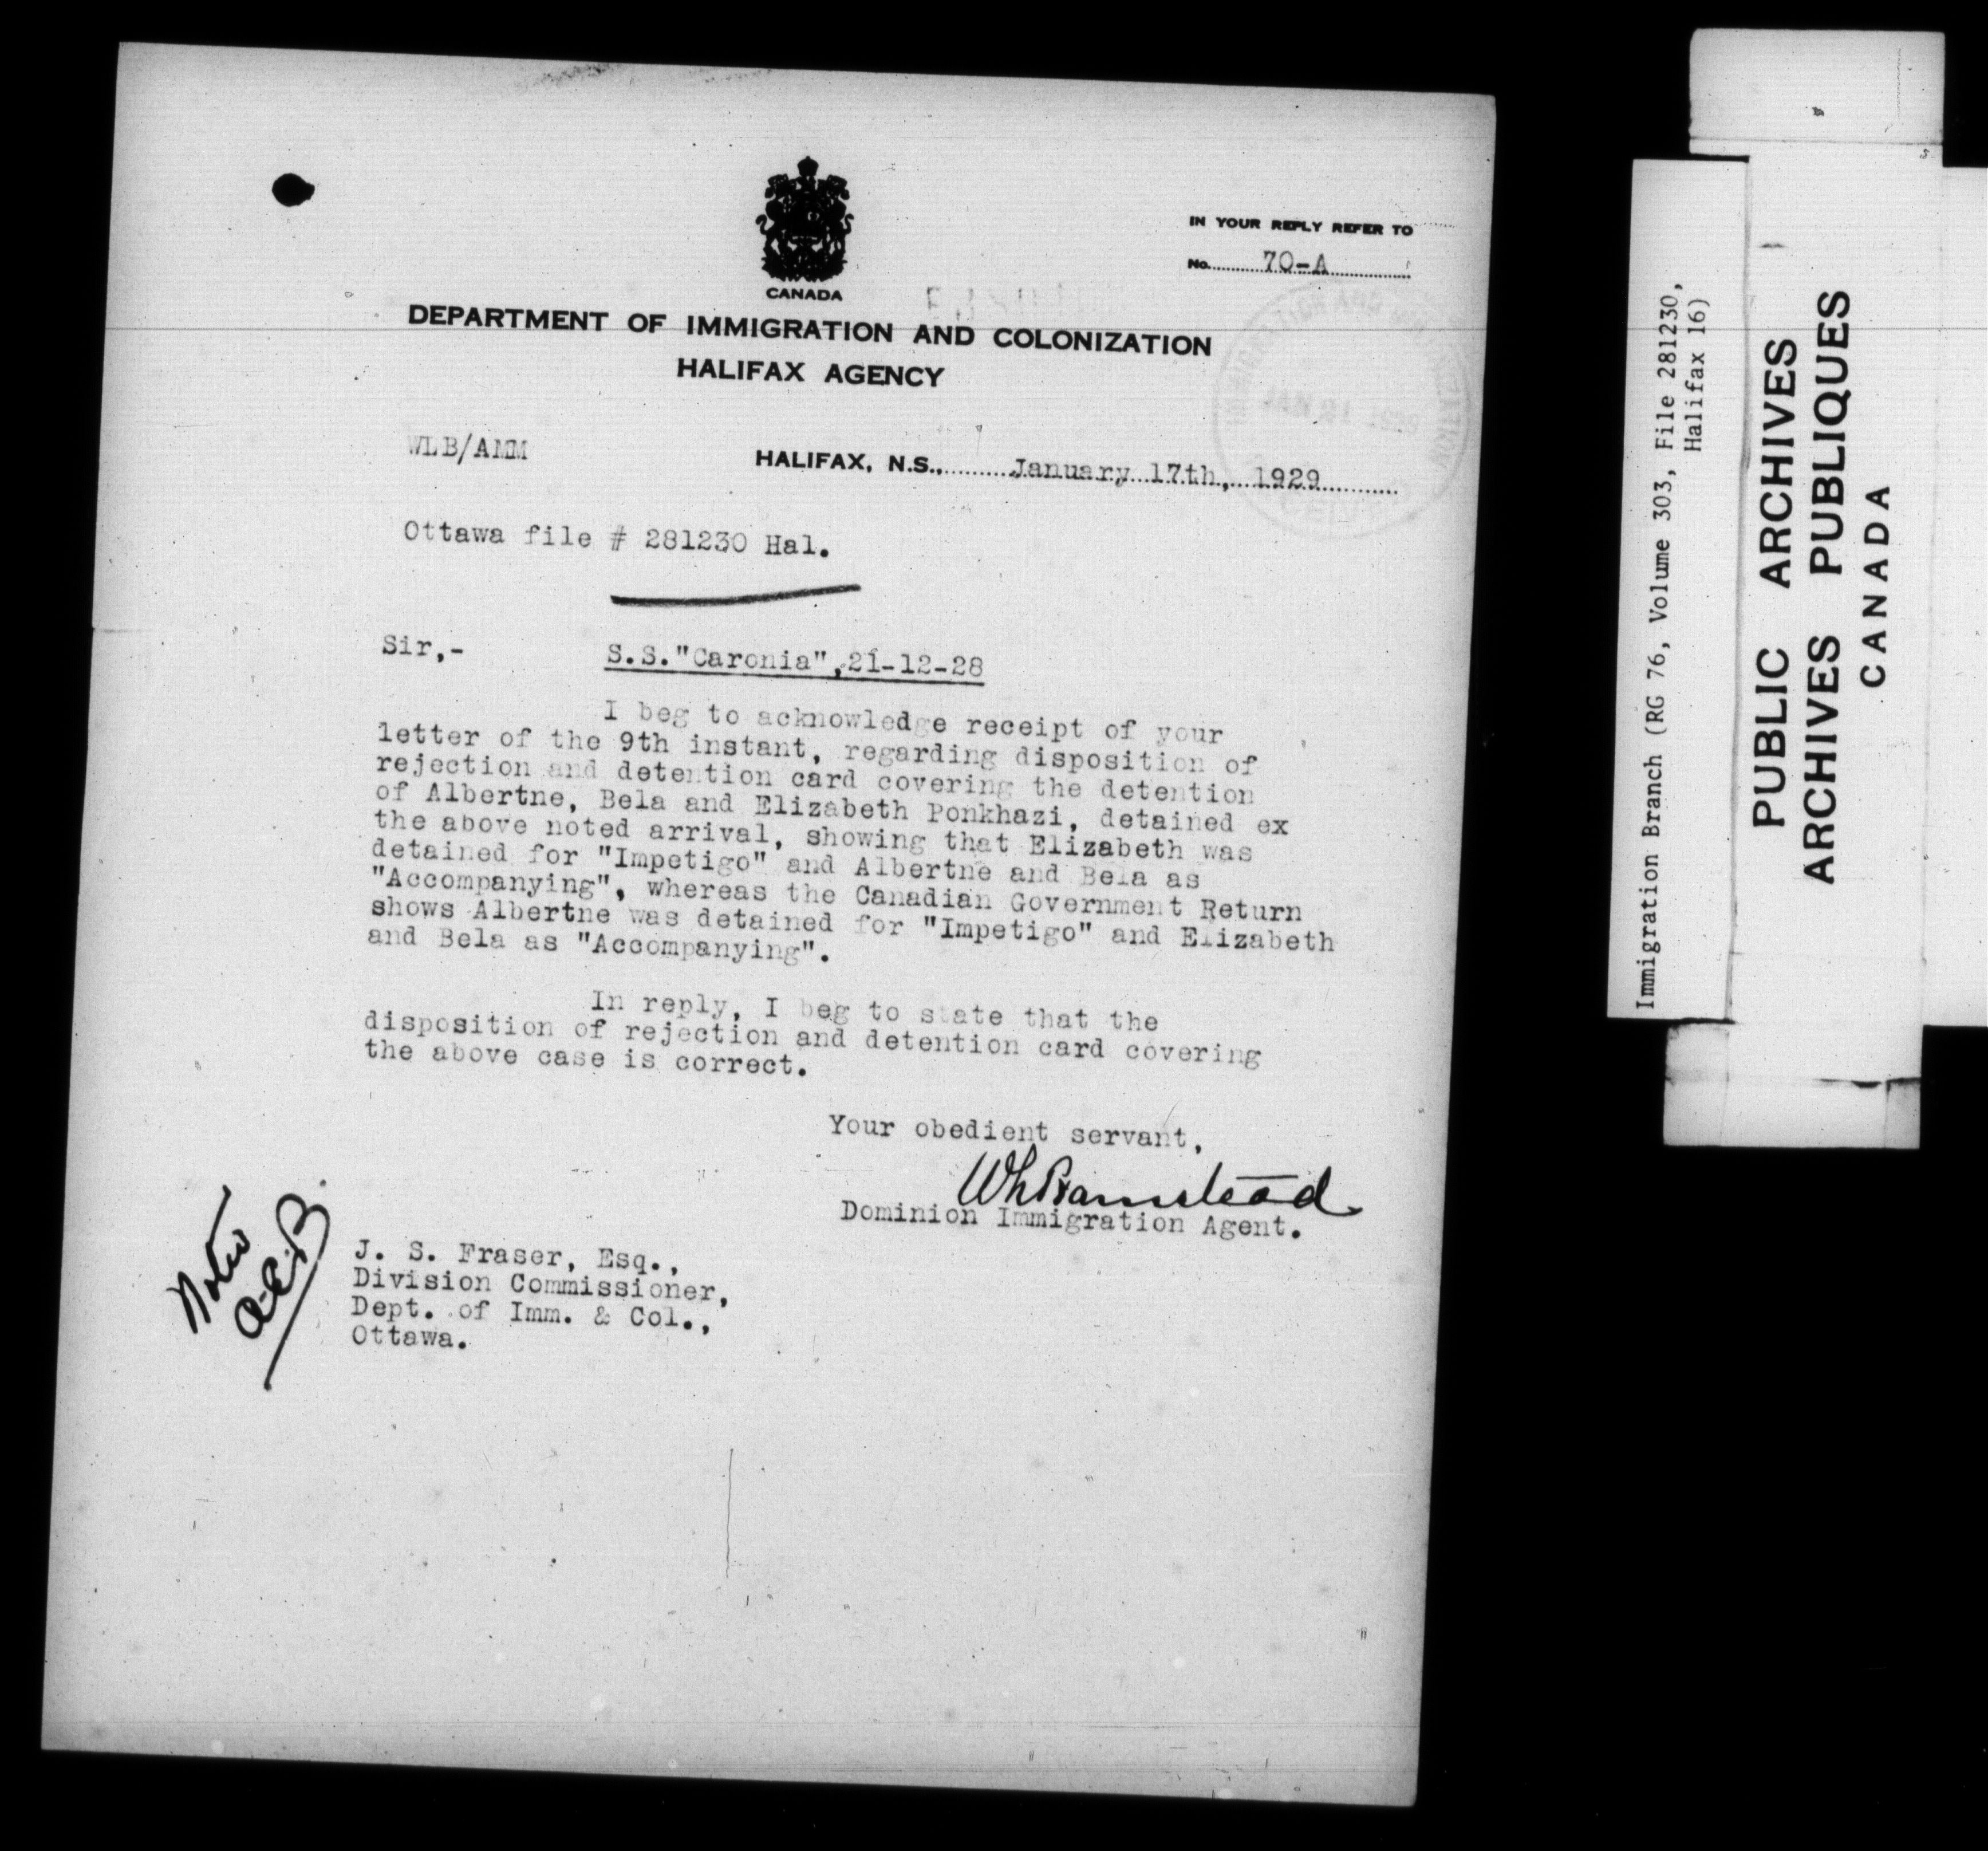 IN YOUR REPLY REFER TO
No. 70-A
CANADA
DEPARTMENT OF IMMIGRATION AND COLONIZATION
HALIFAX AGENCY
WLB/AMM
HALIFAX, N.S., January 17th, 1929
Ottawa file # 281230 Hal.
Sir,-
S.S."Caronia", 21-12-28
I beg to acknowledge receipt of your
letter of the 9th instant, regarding disposition of
rejection and detention card covering the detention
of Albertne, Bela and Elizabeth Ponkhazi, detained ex
the above noted arrival, showing that Elizabeth was
detained for "Impetigo" and Albertne and Bela as
"Accompanying", whereas the Canadian Government Return
shows Albertne was detained for "Impetigo" and Elizabeth
and Bela as "Accompanying".
In reply, I beg to state that the
disposition of rejection and detention card covering
the above case is correct.
Your obedient servant,
Dominion Immigration Agent.
J. S. Fraser, Esq.,
Division Commissioner,
Dept. of Imm. & Col.,
Ottawa.
Immigration Branch (RG 76, Volume 303, File 281230,
Halifax 16)
PUBLIC ARCHIVES
ARCHIVES PUBLIQUES
CANADA